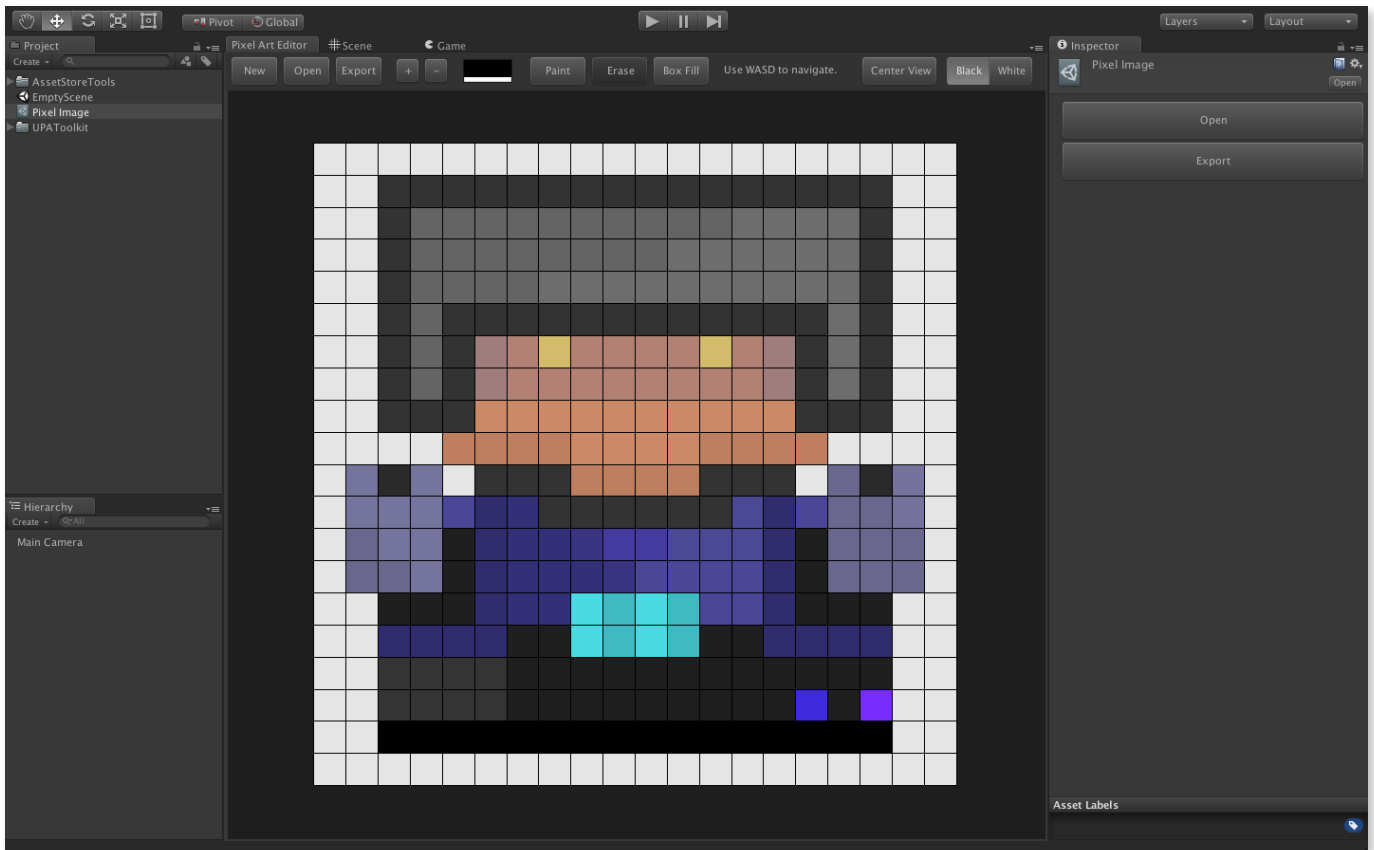 Pivot Global Layers Layout
Project Pixel Art Editor Scene Game Inspector
Create New Open Export + - Paint Erase Box Fill Use WASD to navigate. Center View Black White Pixel Image
Open
AssetStoreTools
EmptyScene
Pixel Image
UPAToolkit
Open
Export
Hierarchy
Create All
Main Camera
Asset Labels